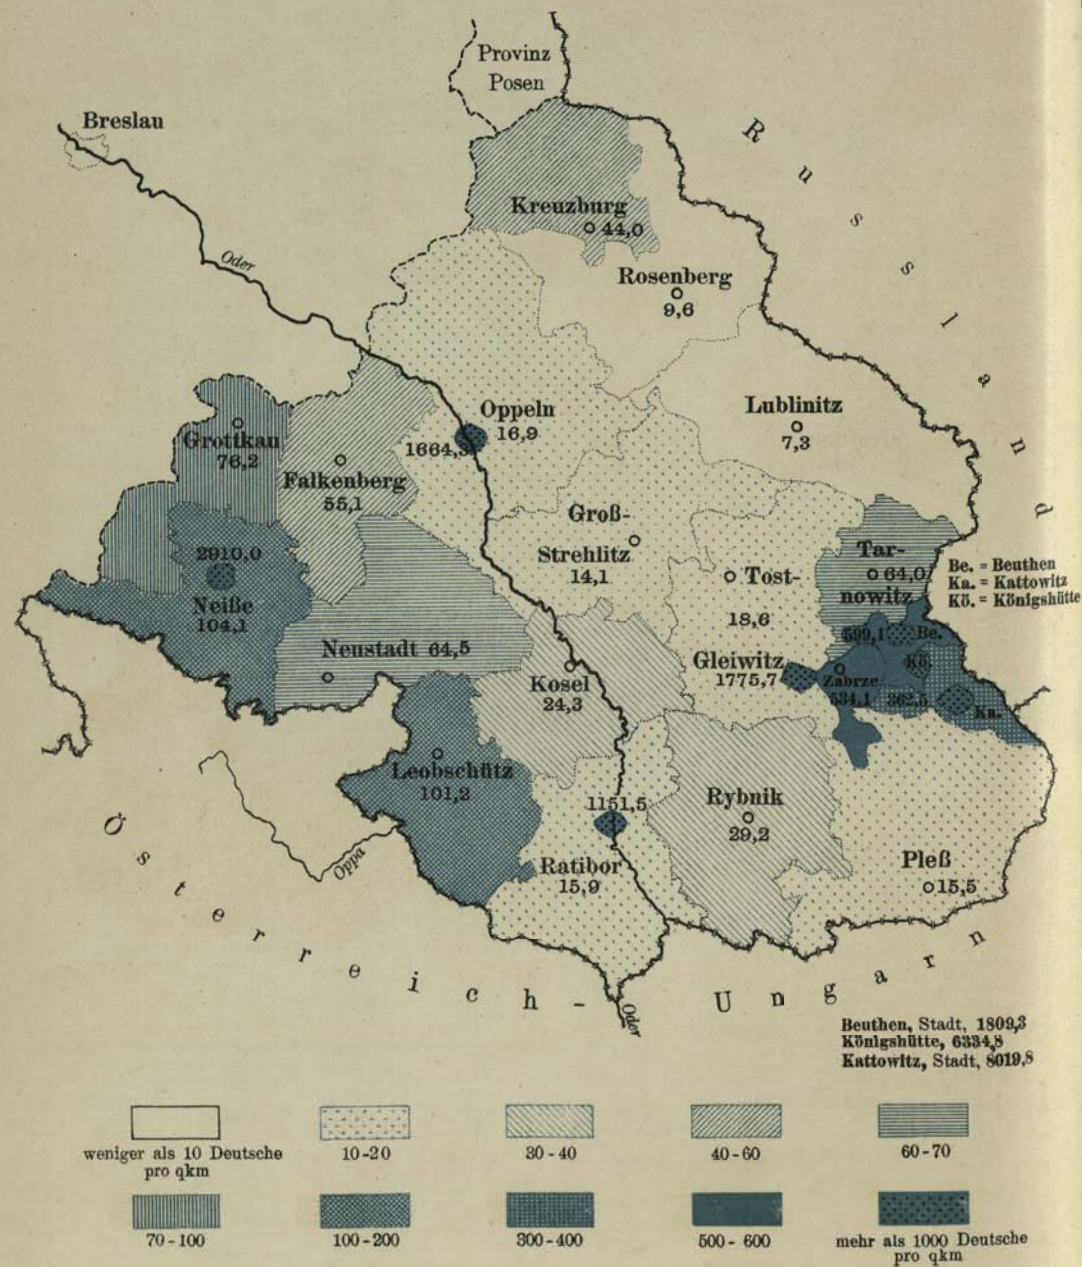 Provinz
Posen
Breslau
Russland
Kreuzburg
44,0
Oder
Rosenberg
9,6
Lublinitz
7,3
Oppeln
16,9
1664,3
Grottkau
76,2
Falkenberg
55,1
Groß-
Strehlitz
14,1
Tost-
18,6
Gleiwitz
1775,7
Tar-
64,0
nowitz
Be. = Beuthen
Ka. = Kattowitz
Kö. = Königshütte
2910,0
Neiße
104,1
Neustadt 64,5
599,1
Be.
Kö.
Zabrze
534,1
362,5
Ka.
Kosel
24,3
Leobschütz
101,2
1151,5
Rybnik
29,2
Oppa
Ratibor
15,9
Pleß
15,5
Österreich-Ungarn
Oder
Beuthen, Stadt, 1809,3
Königshütte, 6334,8
Kattowitz, Stadt, 8019,8
weniger als 10 Deutsche
pro qkm
10-20
30-40
40-60
60-70
70-100
100-200
300-400
500-600
mehr als 1000 Deutsche
pro qkm